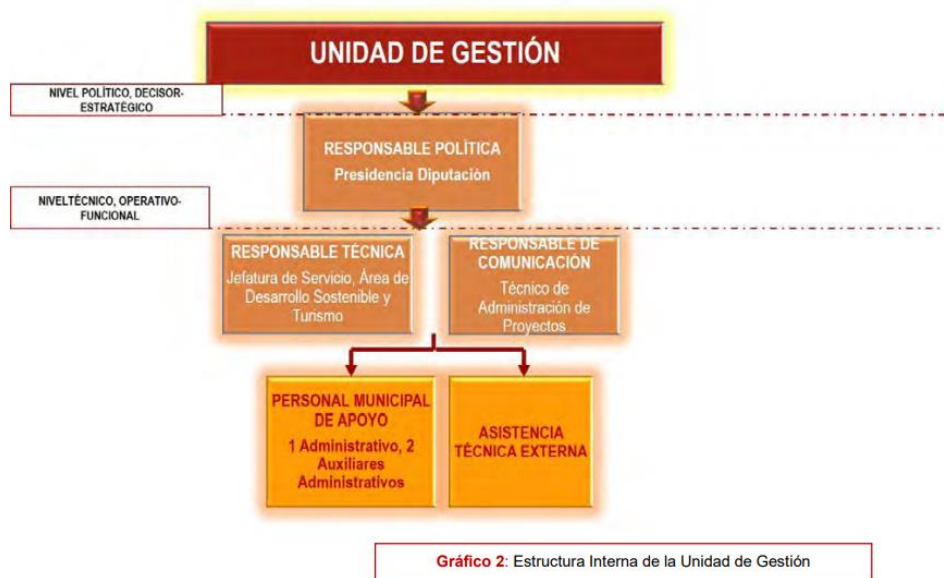 UNIDAD DE GESTIÓN
NIVEL POLÍTICO, DECISOR-
ESTRATÉGICO
RESPONSABLE POLÍTICA
Presidencia Diputación
NIVELTÉCNICO, OPERATIVO-
FUNCIONAL
RESPONSABLE TÉCNICA
Jefatura de Servicio, Área de
Desarrollo Sostenible y
Turismo
RESPONSABLE DE
COMUNICACIÓN
Técnico de
Administración de
Proyectos
PERSONAL MUNICIPAL
DE APOYO
1 Administrativo, 2
Auxiliares
Administrativos
ASISTENCIA
TÉCNICA EXTERNA
Gráfico 2: Estructura Interna de la Unidad de Gestión